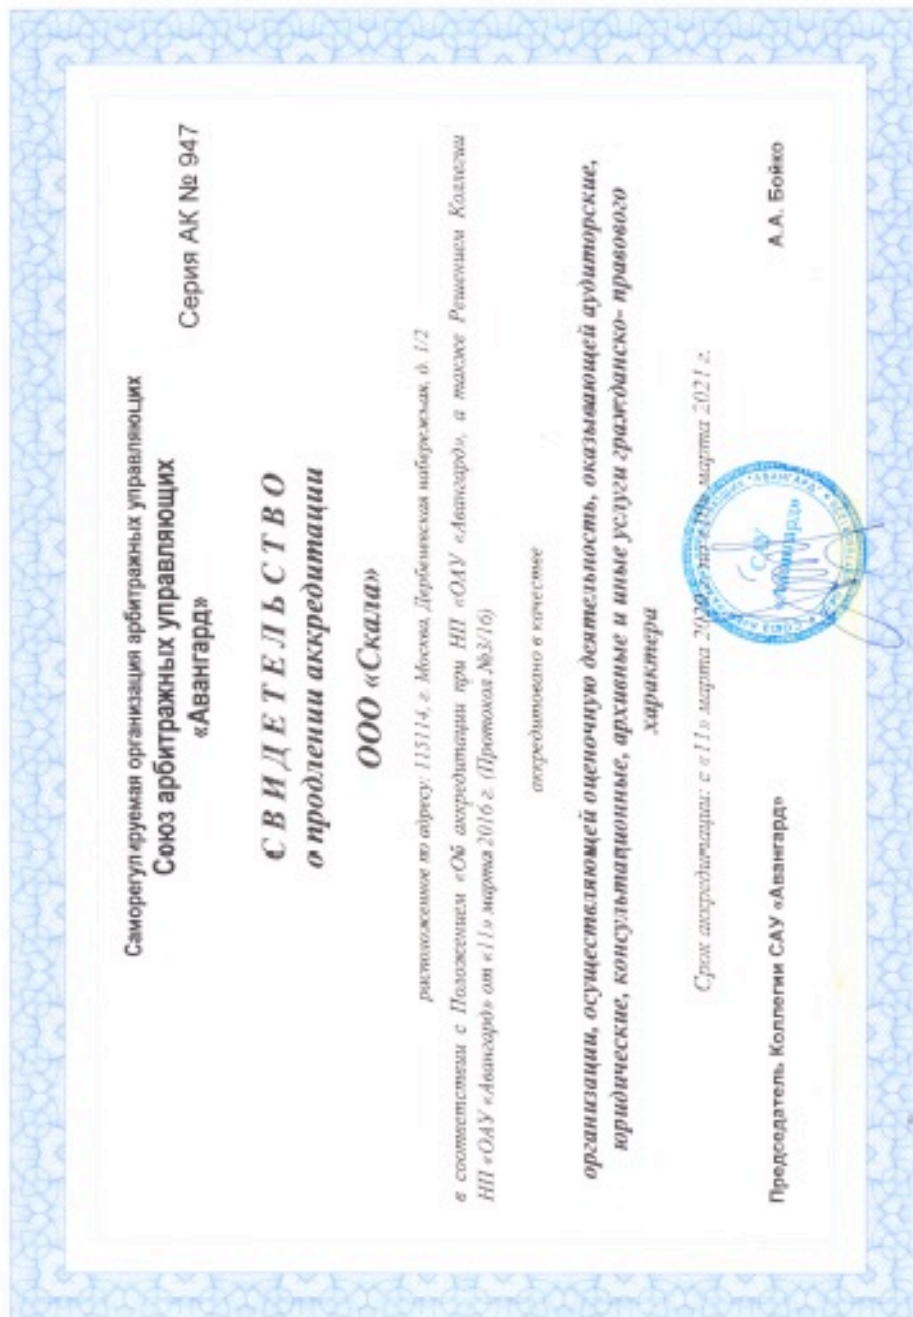 Саморегулируемая организация арбитражных управляющих
Союз арбитражных управляющих
«Авангард»
Серия АК № 947
СВИДЕТЕЛЬСТВО
о продлении аккредитации
ООО «Скала»
расположенное по адресу: 115114, г. Москва, Дербеневская набережная, д. 1/2
в соответствии с Положением «Об аккредитации при НП «ОАУ «Авангард», а также Решением Коллегии
НП «ОАУ «Авангард» от «11» марта 2016 г. (Протокол №3/16)
аккредитовано в качестве
организации, осуществляющей оценочную деятельность, оказывающей аудиторские,
юридические, консультационные, архивные и иные услуги гражданско- правового
характера
Срок аккредитации: с «11» марта марта 2021 г.
Председатель Коллегии САУ «Авангард»
А.А. Бойко
САУ
«Авангард»